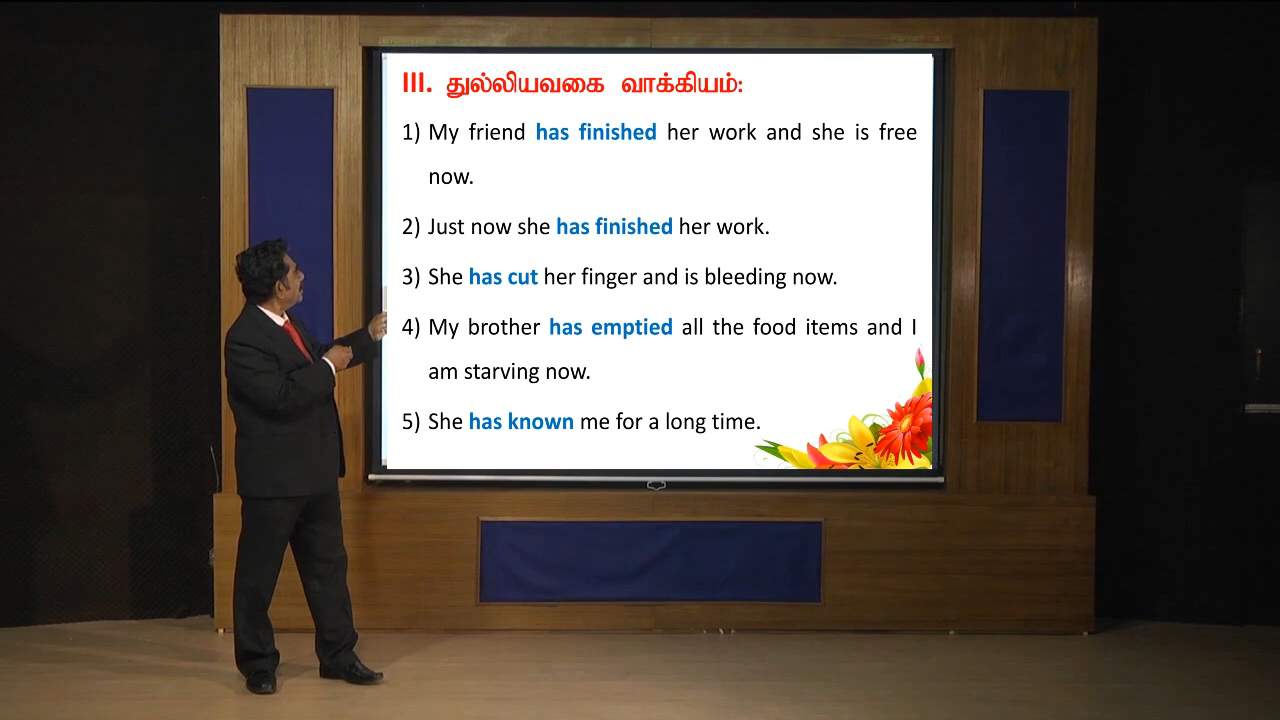 III. துல்லியவகை வாக்கியம்:
1) My friend has finished her work and she is free
now.
2) Just now she has finished her work.
3) She has cut her finger and is bleeding now.
4) My brother has emptied all the food items and I
am starving now.
5) She has known me for a long time.